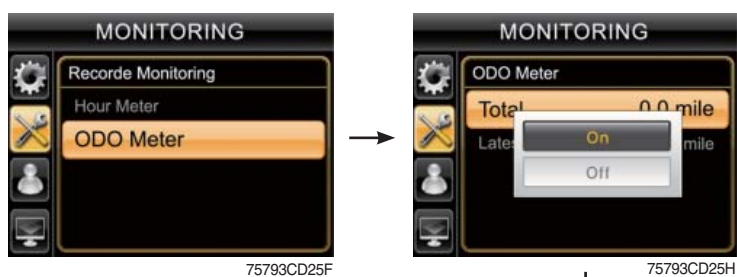 MONITORING
Recorde Monitoring
Hour Meter
ODO Meter
75793CD25F
MONITORING
ODO Meter
Total 0.0 mile
mile
On
Off
75793CD25H